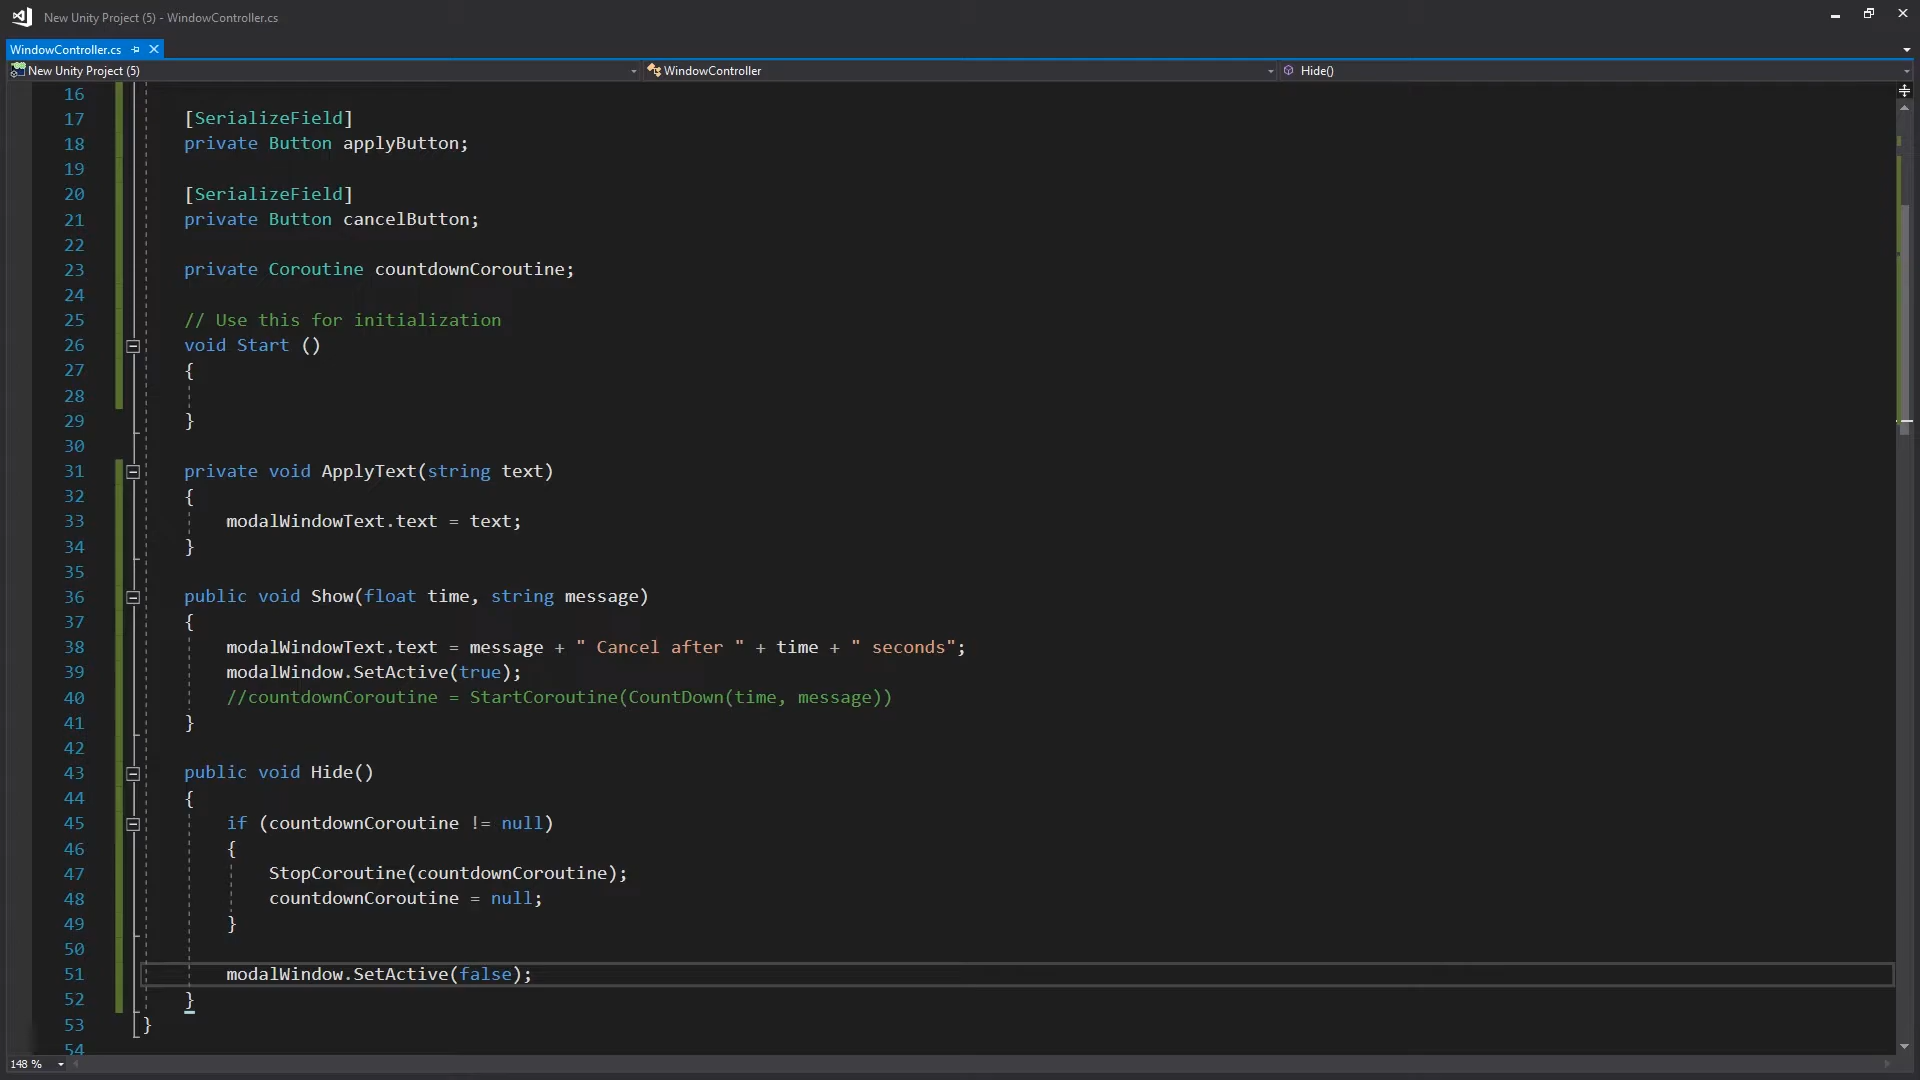 New Unity Project (5) - WindowController.cs
WindowController.cs
New Unity Project (5)
WindowController
Hide()
16
17 [SerializeField]
18 private Button applyButton;
19
20 [SerializeField]
21 private Button cancelButton;
22
23 private Coroutine countdownCoroutine;
24
25 // Use this for initialization
26 void Start ()
27 {
28
29 }
30
31 private void ApplyText(string text)
32 {
33 modalWindowText.text = text;
34 }
35
36 public void Show(float time, string message)
37 {
38 modalWindowText.text = message + " Cancel after " + time + " seconds";
39 modalWindow.SetActive(true);
40 //countdownCoroutine = StartCoroutine(CountDown(time, message))
41 }
42
43 public void Hide()
44 {
45 if (countdownCoroutine != null)
46 {
47 StopCoroutine(countdownCoroutine);
48 countdownCoroutine = null;
49 }
50
51 modalWindow.SetActive(false);
52 }
53 }
54
148 %